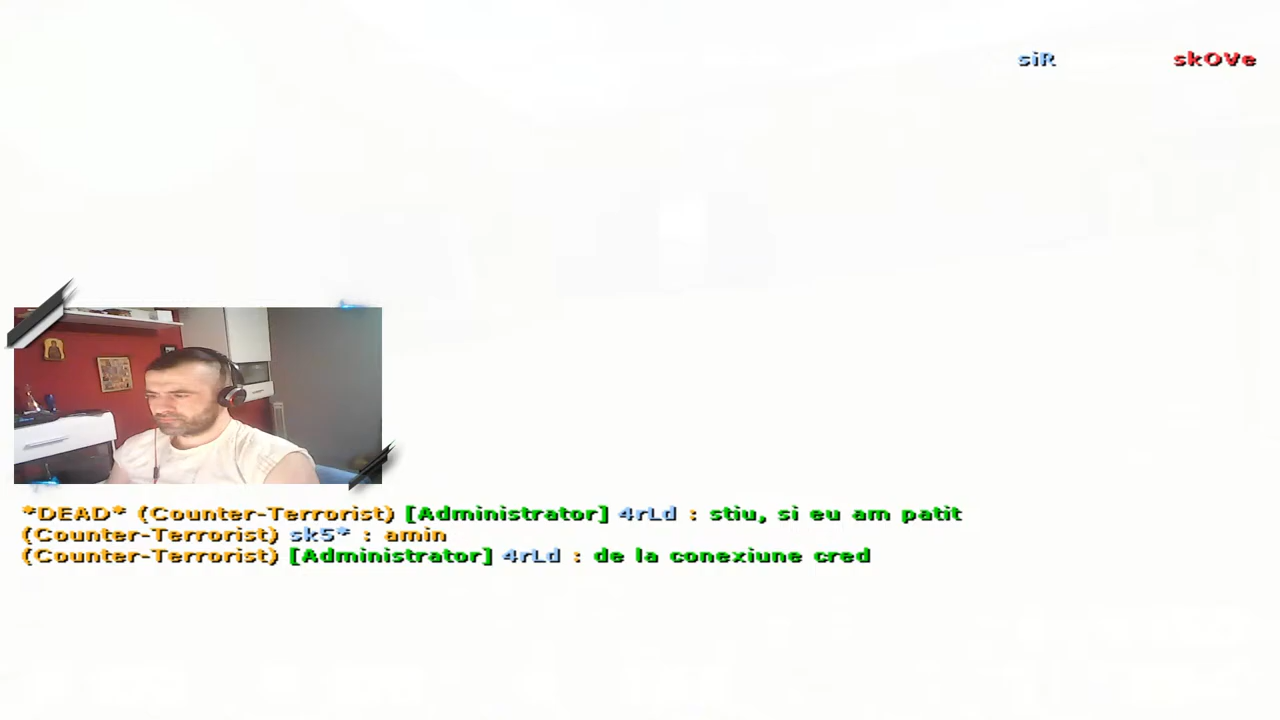 siR skOVe
*DEAD* (Counter-Terrorist) [Administrator] 4rLd : stiu, si eu am patit
(Counter-Terrorist) sk5* : amin
(Counter-Terrorist) [Administrator] 4rLd : de la conexiune cred